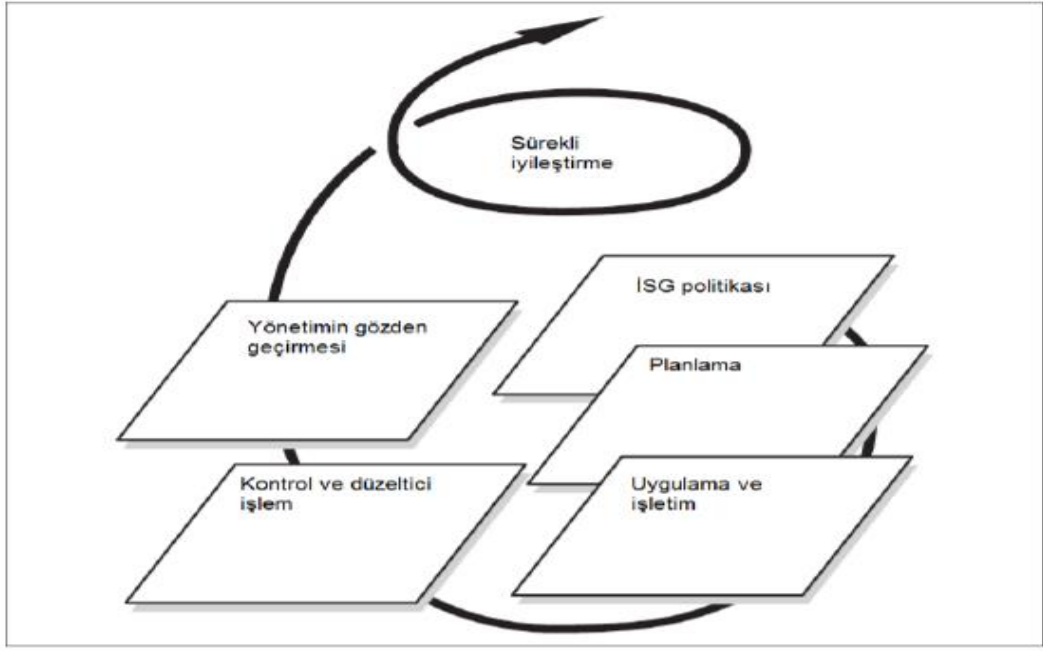 Sürekli
iyileştirme
İSG politikası
Yönetimin gözden
geçirmesi
Planlama
Kontrol ve düzeltici
işlem
Uygulama ve
işletim